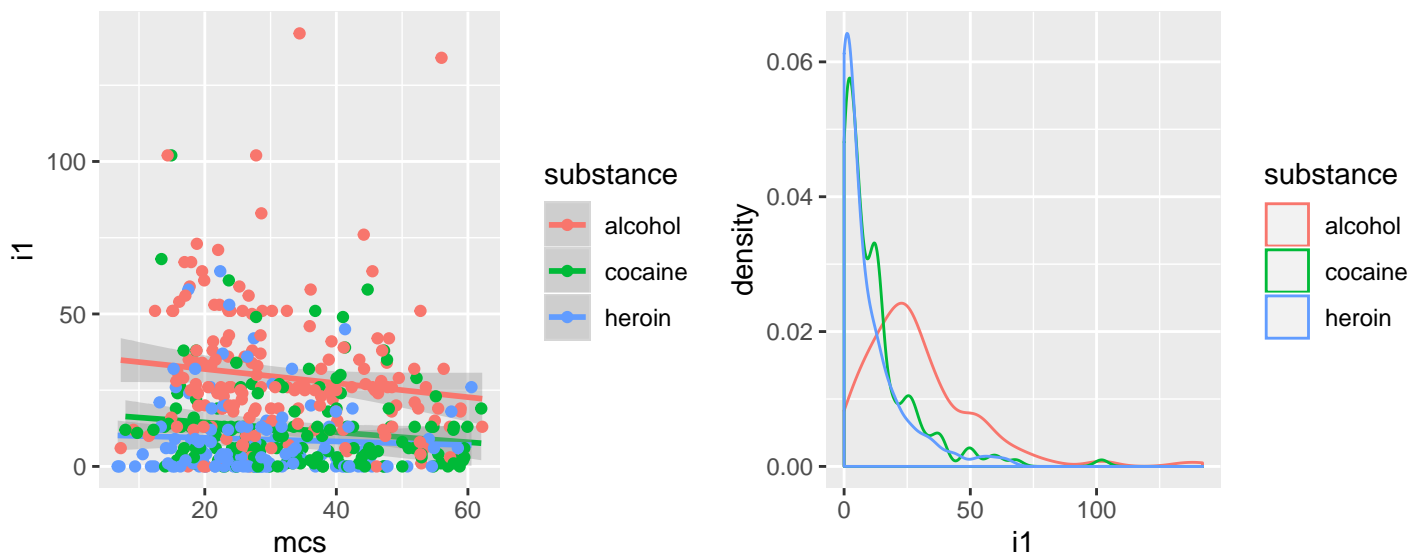 i1
100
50
0
20
40
60
mcs
substance
alcohol
cocaine
heroin
density
0.06
0.04
0.02
0.00
0
50
100
i1
substance
alcohol
cocaine
heroin